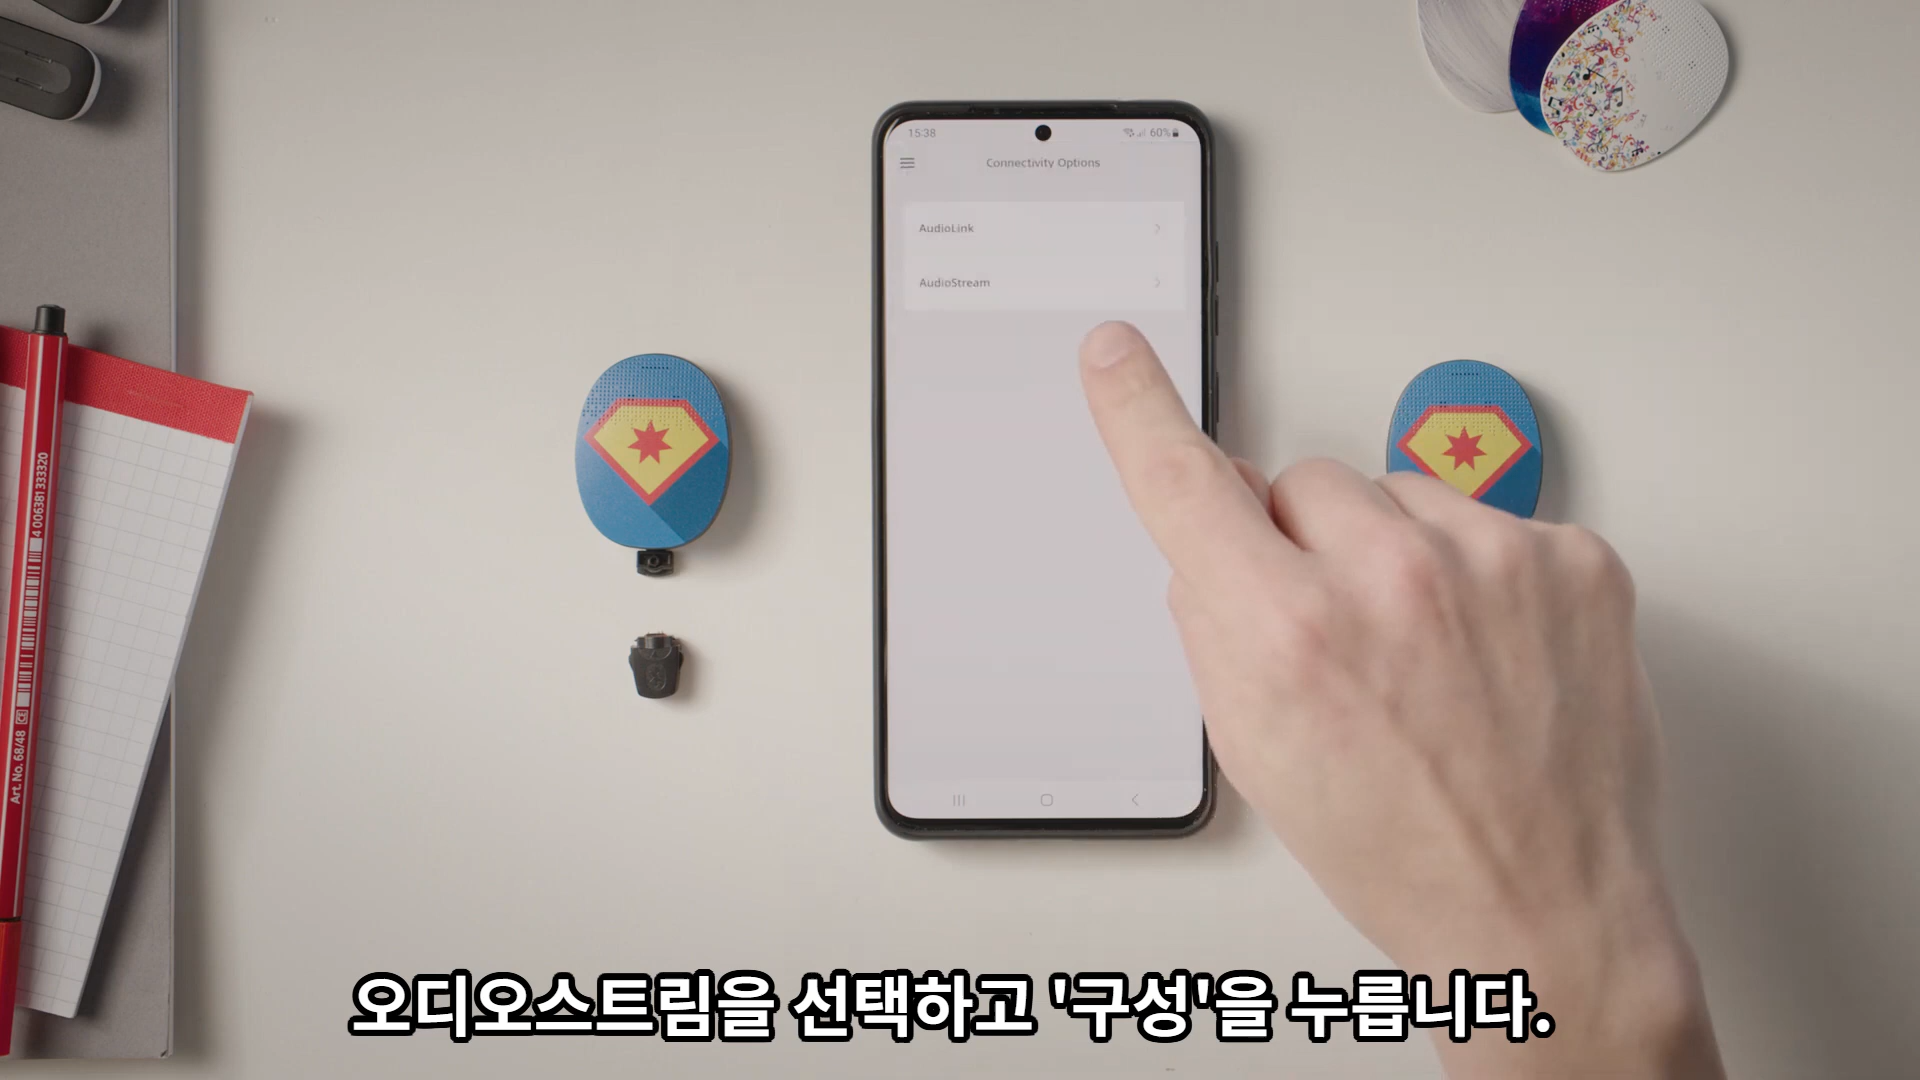 15:38
60%
Connectivity Options
AudioLink
AudioStream
4 006381 333320
CE
Art. No. 68/48
오디오스트림을 선택하고 '구성'을 누릅니다.